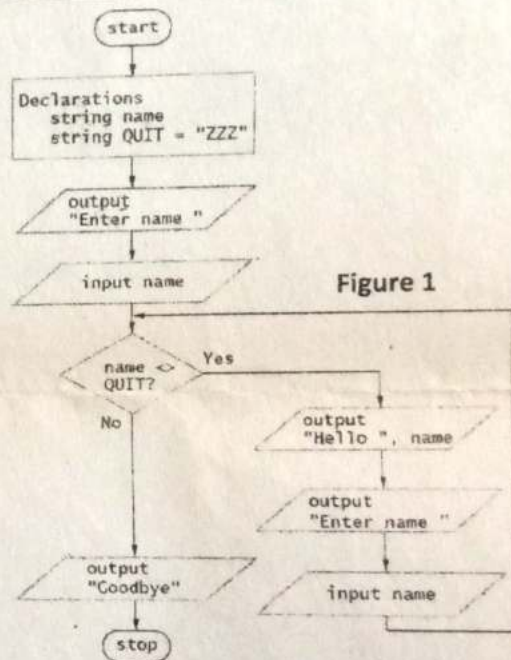 start
Declarations
string name
string QUIT = "ZZZ"
output
"Enter name "
input name
Figure 1
name <>
QUIT?
Yes
No
output
"Hello ", name
output
"Enter name "
input name
output
"Goodbye"
stop